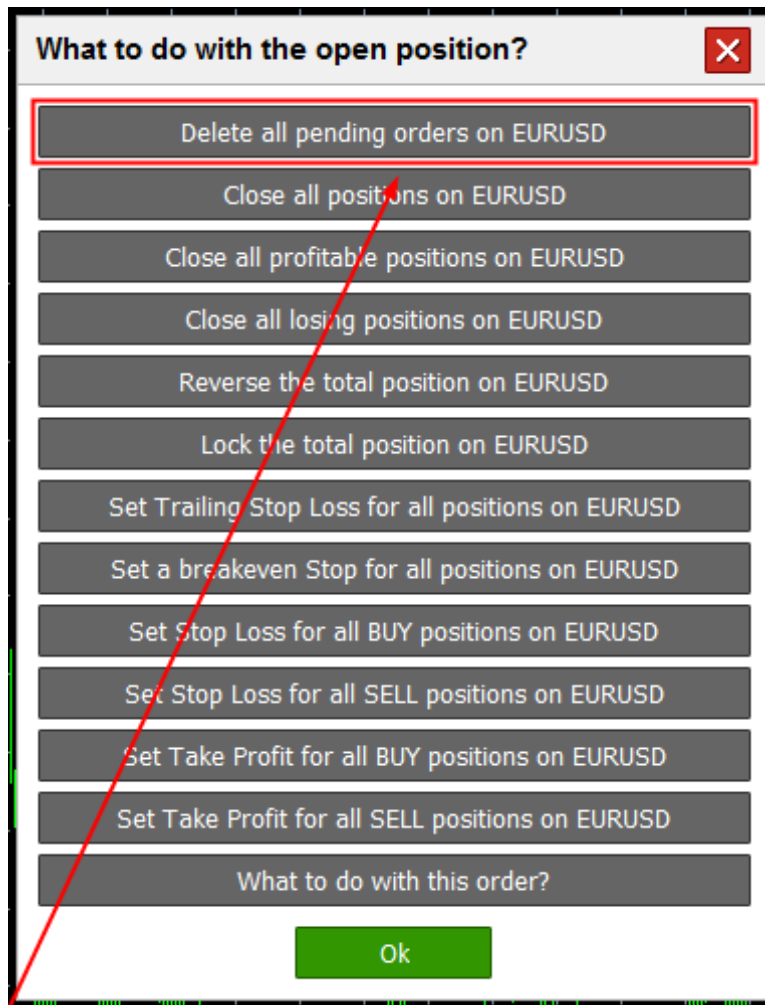 What to do with the open position?
Delete all pending orders on EURUSD
Close all positions on EURUSD
Close all profitable positions on EURUSD
Close all losing positions on EURUSD
Reverse the total position on EURUSD
Lock the total position on EURUSD
Set Trailing Stop Loss for all positions on EURUSD
Set a breakeven Stop for all positions on EURUSD
Set Stop Loss for all BUY positions on EURUSD
Set Stop Loss for all SELL positions on EURUSD
Set Take Profit for all BUY positions on EURUSD
Set Take Profit for all SELL positions on EURUSD
What to do with this order?
Ok